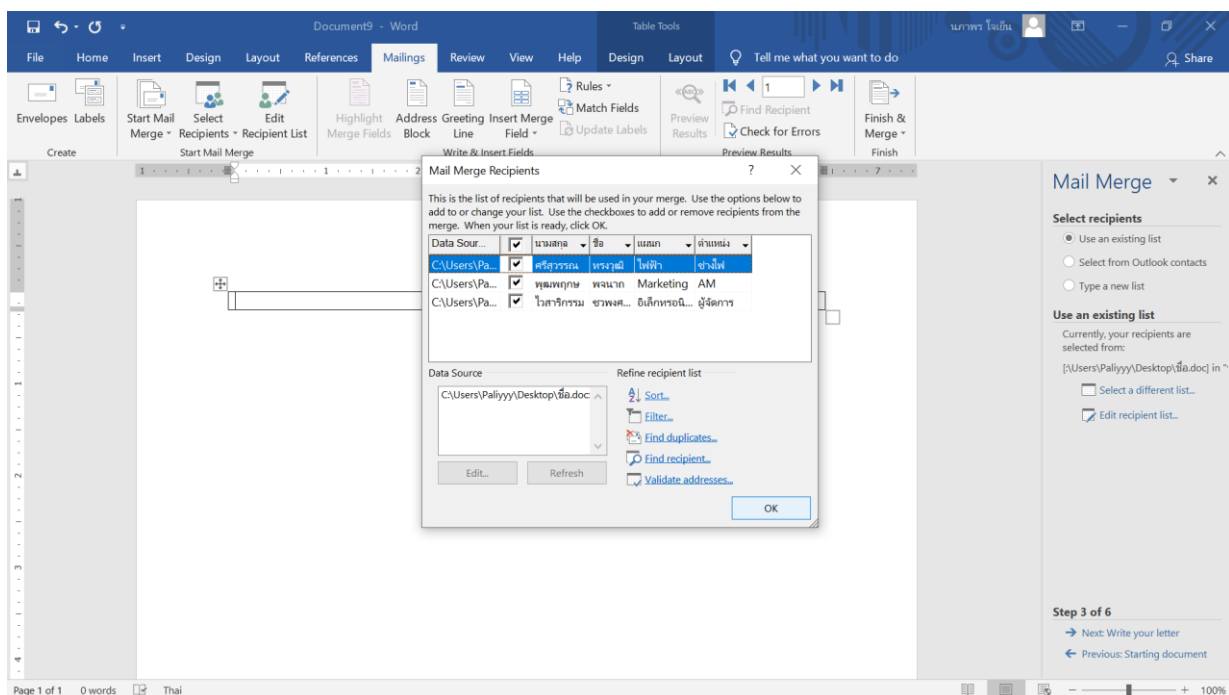 Document9 - Word
Table Tools
นภาพร ใจเย็น
File Home Insert Design Layout References Mailings Review View Help Design Layout Tell me what you want to do Share
Envelopes Labels
Start Mail Merge
Select Recipients
Edit Recipient List
Highlight Merge Fields
Address Block
Greeting Line
Insert Merge Field
Rules
Match Fields
Update Labels
Preview Results
1
Find Recipient
Check for Errors
Finish & Merge
Create Start Mail Merge Write & Insert Fields Preview Results Finish
Mail Merge Recipients ? ×
This is the list of recipients that will be used in your merge. Use the options below to
add to or change your list. Use the checkboxes to add or remove recipients from the
merge. When your list is ready, click OK.
Data Sour... นามสกุล ชื่อ แผนก ตำแหน่ง
C:\Users\Pa... ศรีสุวรรณ ทรงวุฒิ ไฟฟ้า ช่างไฟ
C:\Users\Pa... พุฒพฤกษ พจนาถ Marketing AM
C:\Users\Pa... ไวสาริกรรม ชวพงศ... อิเล็กทรอนิ... ผู้จัดการ
Data Source
C:\Users\Paliyyy\Desktop\ชื่อ.doc
Edit... Refresh
Refine recipient list
Sort...
Filter...
Find duplicates...
Find recipient...
Validate addresses...
OK
Mail Merge
Select recipients
Use an existing list
Select from Outlook contacts
Type a new list
Use an existing list
Currently, your recipients are
selected from:
[:\Users\Paliyyy\Desktop\ชื่อ.doc] in "
Select a different list...
Edit recipient list...
Step 3 of 6
Next: Write your letter
Previous: Starting document
Page 1 of 1 0 words Thai 100%